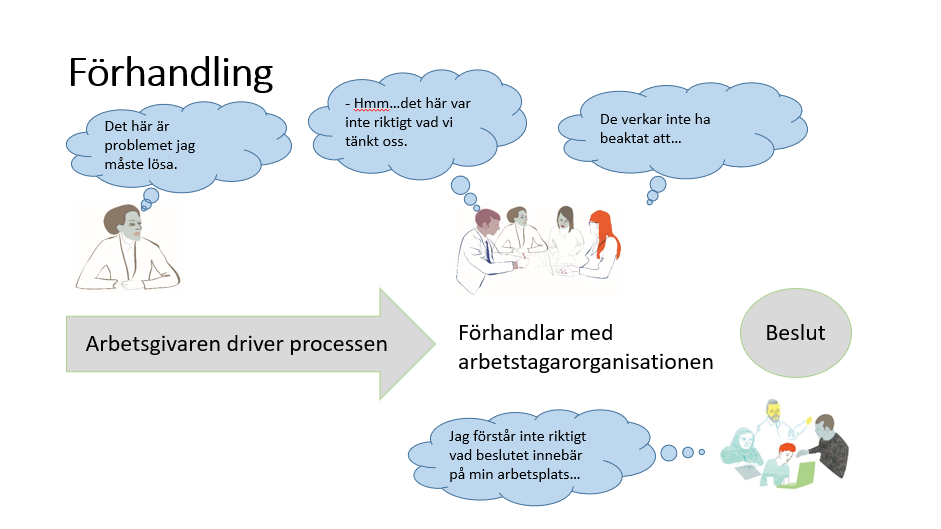 Förhandling
Det här är
problemet jag
måste lösa.
- Hmm…det här var
inte riktigt vad vi
tänkt oss.
De verkar inte ha
beaktat att…
Arbetsgivaren driver processen
Förhandlar med
arbetstagarorganisationen
Beslut
Jag förstår inte riktigt
vad beslutet innebär
på min arbetsplats…